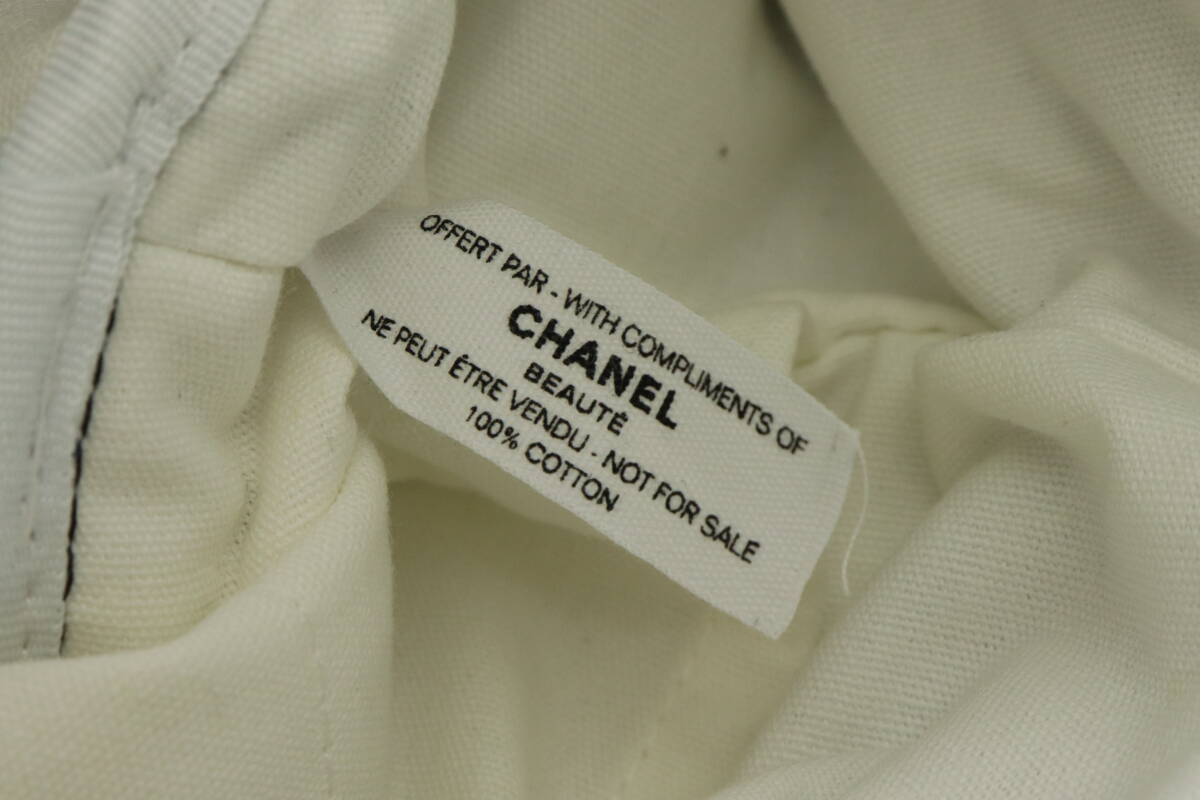 OFFERT PAR - WITH COMPLIMENTS OF
CHANEL
BEAUTÉ
NE PEUT ÊTRE VENDU - NOT FOR SALE
100% COTTON